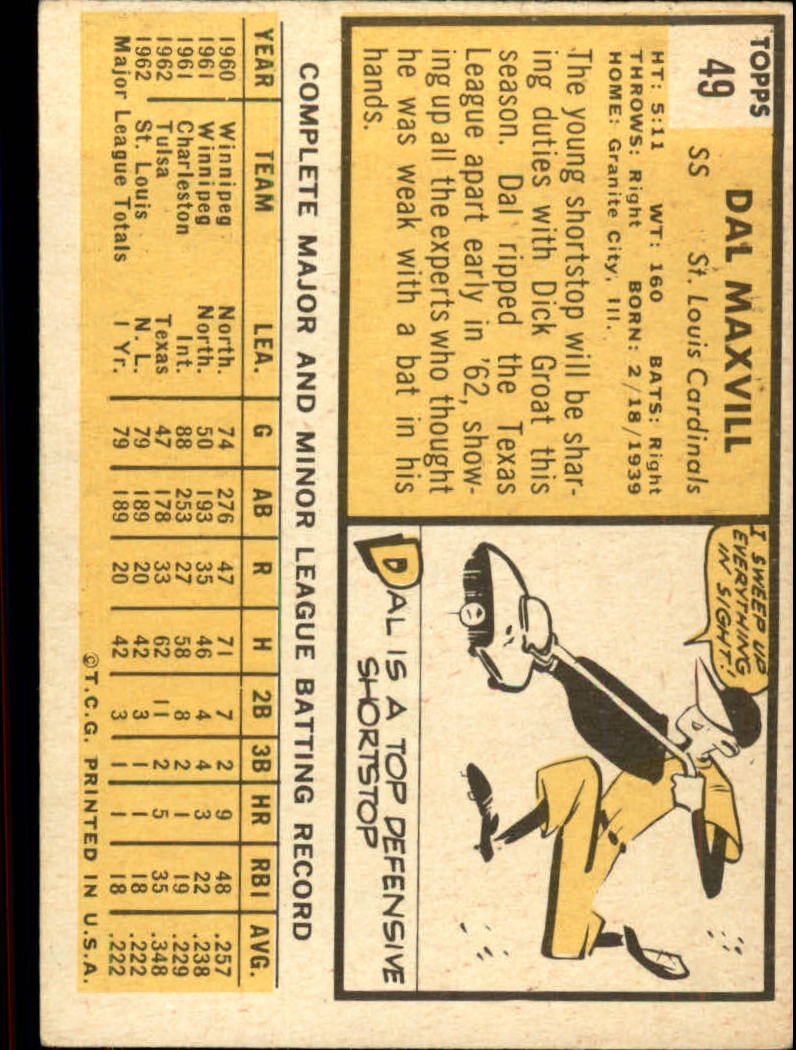 TOPPS
49
DAL MAXVILL
SS St. Louis Cardinals
HT: 5:11 WT: 160 BATS: Right
THROWS: Right BORN: 2/18/1939
HOME: Granite City, Ill.
The young shortstop will be shar-
ing duties with Dick Groat this
season. Dal ripped the Texas
League apart early in '62, show-
ing up all the experts who thought
he was weak with a bat in his
hands.
I SWEEP UP
EVERYTHING
IN SIGHT!
DAL IS A TOP DEFENSIVE
SHORTSTOP
COMPLETE MAJOR AND MINOR LEAGUE BATTING RECORD
YEAR TEAM LEA. G AB R H 2B 3B HR RBI AVG.
1960 Winnipeg North. 74 276 47 71 7 2 9 48 .257
1961 Winnipeg North. 50 193 35 46 4 4 3 22 .238
1961 Charleston Int. 88 253 27 58 8 2 1 19 .229
1962 Tulsa Texas 47 178 33 62 11 2 5 35 .348
1962 St. Louis N. L. 79 189 20 42 3 1 1 18 .222
Major League Totals 1 Yr. 79 189 20 42 3 1 1 18 .222
©T.C.G. PRINTED IN U.S.A.